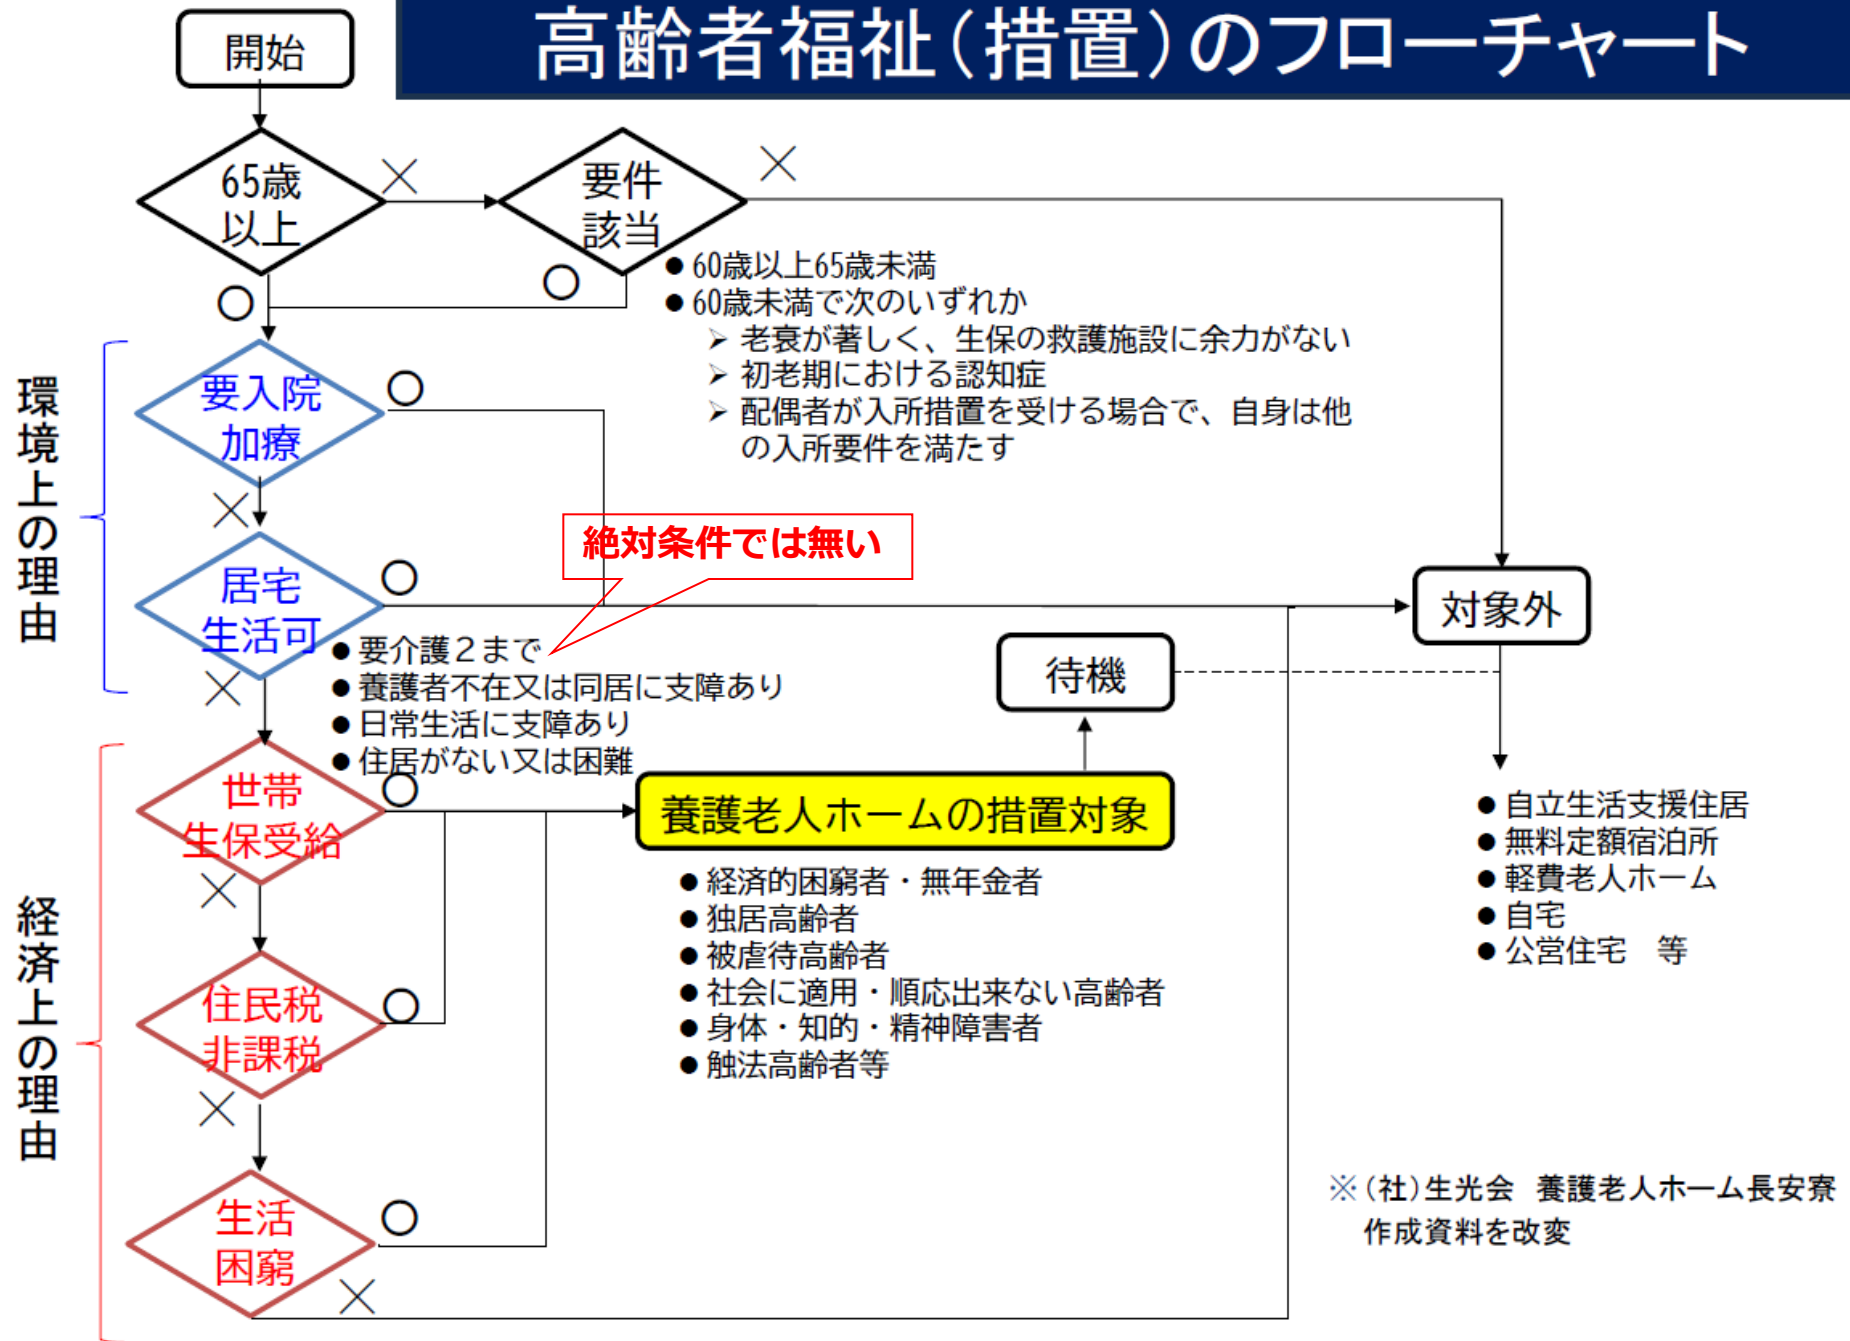 高齢者福祉(措置)のフローチャート
開始
65歳
以上
×
要件
該当
×
○
○
● 60歳以上65歳未満
● 60歳未満で次のいずれか
➢ 老衰が著しく、生保の救護施設に余力がない
➢ 初老期における認知症
➢ 配偶者が入所措置を受ける場合で、自身は他
の入所要件を満たす
環境上の理由
要入院
加療
○
×
絶対条件では無い
居宅
生活可
○
×
● 要介護2まで
● 養護者不在又は同居に支障あり
● 日常生活に支障あり
● 住居がない又は困難
対象外
待機
経済上の理由
世帯
生保受給
○
×
養護老人ホームの措置対象
● 経済的困窮者・無年金者
● 独居高齢者
● 被虐待高齢者
● 社会に適用・順応出来ない高齢者
● 身体・知的・精神障害者
● 触法高齢者等
● 自立生活支援住居
● 無料定額宿泊所
● 軽費老人ホーム
● 自宅
● 公営住宅 等
住民税
非課税
○
×
生活
困窮
○
×
※(社)生光会 養護老人ホーム長安寮
作成資料を改変